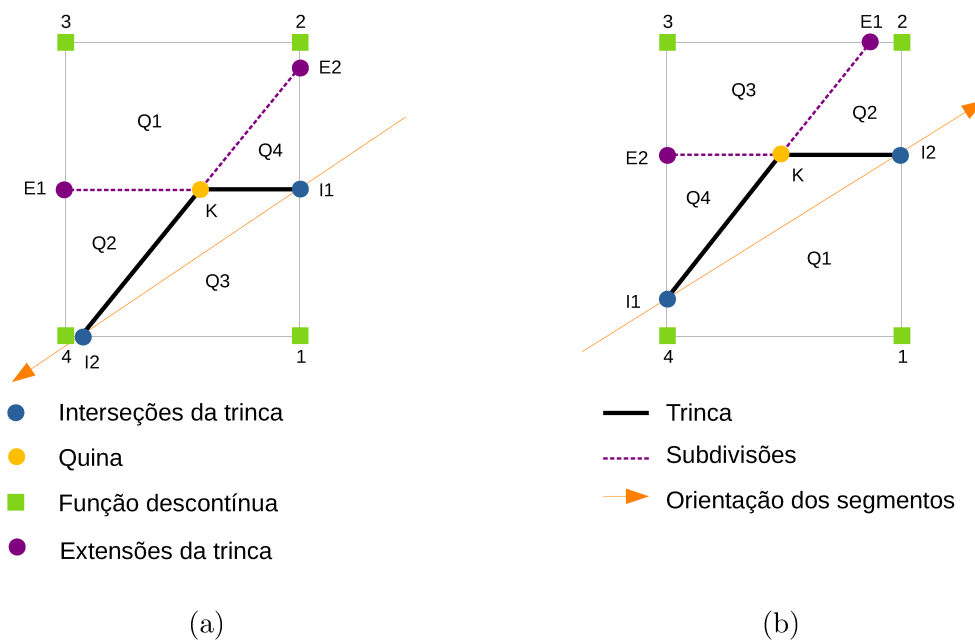 3
2
E2
Q1
Q4
E1
K
I1
Q2
Q3
4
I2
1
E1
3
2
Q3
Q2
E2
I2
K
Q4
Q1
I1
4
1
Interseções da trinca
Quina
Função descontínua
Extensões da trinca
Trinca
Subdivisões
Orientação dos segmentos
(a)
(b)